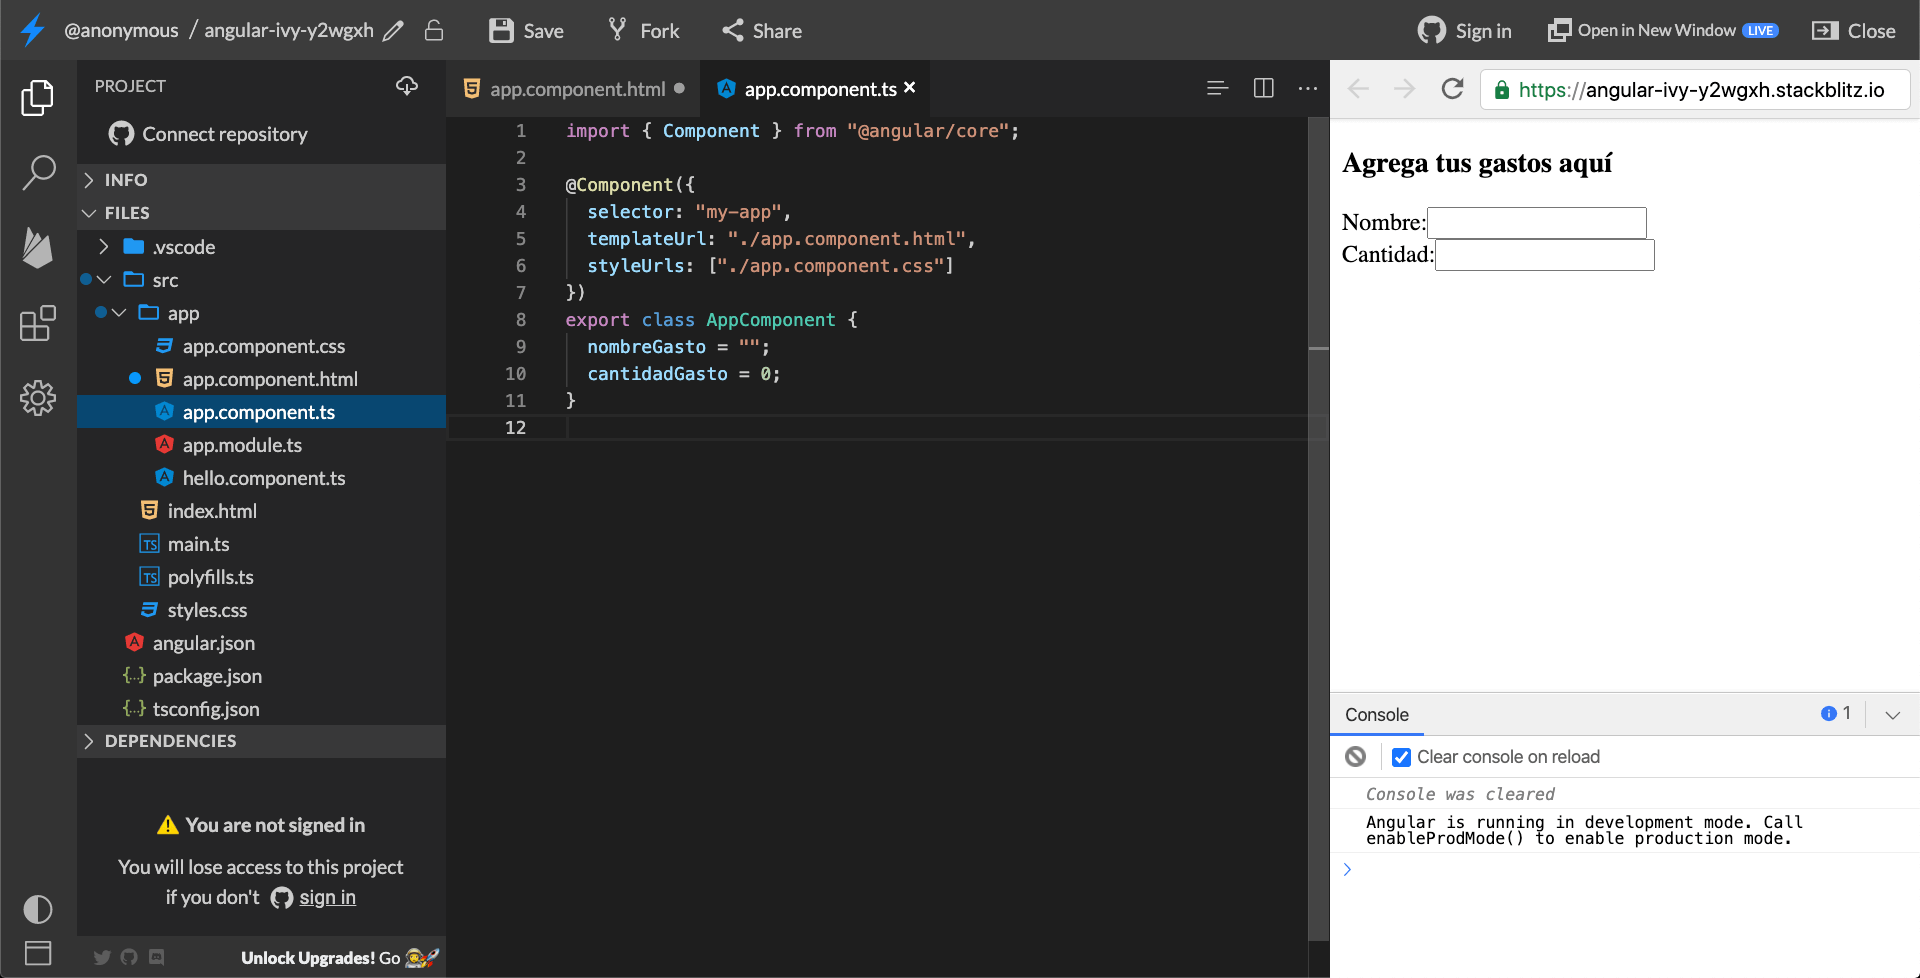 @anonymous / angular-ivy-y2wgxh Save Fork Share Sign in Open in New Window LIVE Close
PROJECT
Connect repository
INFO
FILES
.vscode
src
app
app.component.css
app.component.html
app.component.ts
app.module.ts
hello.component.ts
index.html
main.ts
polyfills.ts
styles.css
angular.json
package.json
tsconfig.json
DEPENDENCIES
You are not signed in
You will lose access to this project
if you don't sign in
Unlock Upgrades! Go
app.component.html app.component.ts
1 import { Component } from "@angular/core";
2
3 @Component({
4 selector: "my-app",
5 templateUrl: "./app.component.html",
6 styleUrls: ["./app.component.css"]
7 })
8 export class AppComponent {
9 nombreGasto = "";
10 cantidadGasto = 0;
11 }
12
https://angular-ivy-y2wgxh.stackblitz.io
Agrega tus gastos aquí
Nombre:
Cantidad:
Console 1
Clear console on reload
Console was cleared
Angular is running in development mode. Call
enableProdMode() to enable production mode.